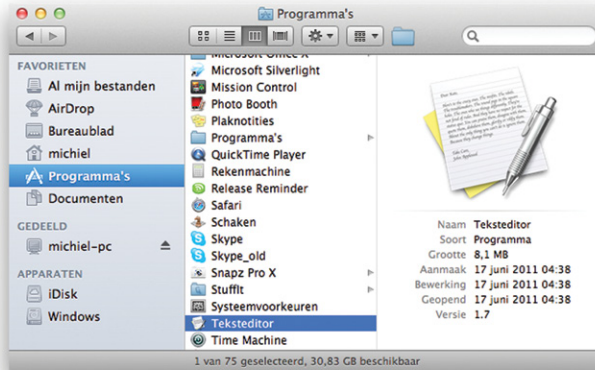 Programma's
FAVORIETEN
Al mijn bestanden
AirDrop
Bureaublad
michiel
Programma's
Documenten
GEDEELD
michiel-pc
APPARATEN
iDisk
Windows
Microsoft Office X
Microsoft Silverlight
Mission Control
Photo Booth
Plaknotities
Programma's
QuickTime Player
Rekenmachine
Release Reminder
Safari
Schaken
Skype
Skype_old
Snapz Pro X
StuffIt
Systeemvoorkeuren
Teksteditor
Time Machine
Naam Teksteditor
Soort Programma
Grootte 8,1 MB
Aanmaak 17 juni 2011 04:38
Bewerking 17 juni 2011 04:38
Geopend 17 juni 2011 04:38
Versie 1.7
1 van 75 geselecteerd, 30,83 GB beschikbaar